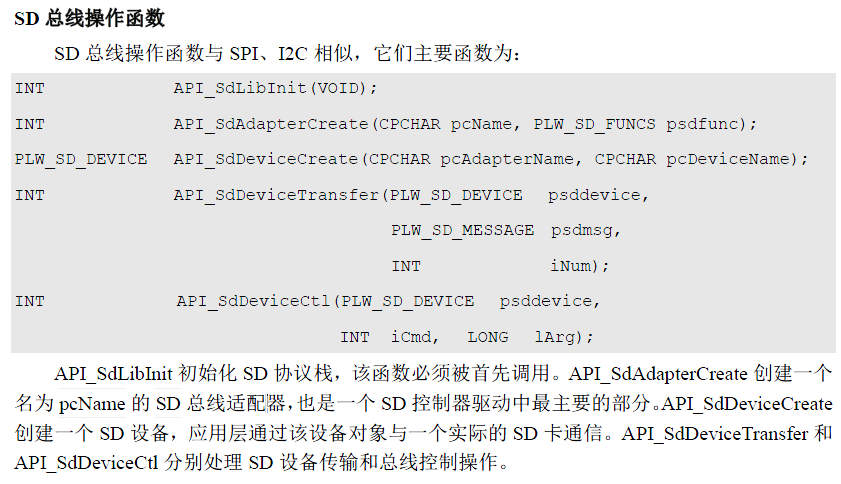 SD 总线操作函数
SD 总线操作函数与 SPI、I2C 相似，它们主要函数为：
INT API_SdLibInit(VOID);
INT API_SdAdapterCreate(CPCHAR pcName, PLW_SD_FUNCS psdfunc);
PLW_SD_DEVICE API_SdDeviceCreate(CPCHAR pcAdapterName, CPCHAR pcDeviceName);
INT API_SdDeviceTransfer(PLW_SD_DEVICE psddevice,
PLW_SD_MESSAGE psdmsg,
INT iNum);
INT API_SdDeviceCtl(PLW_SD_DEVICE psddevice,
INT iCmd, LONG lArg);
API_SdLibInit 初始化 SD 协议栈，该函数必须被首先调用。API_SdAdapterCreate 创建一个
名为 pcName 的 SD 总线适配器，也是一个 SD 控制器驱动中最主要的部分。API_SdDeviceCreate
创建一个 SD 设备，应用层通过该设备对象与一个实际的 SD 卡通信。API_SdDeviceTransfer 和
API_SdDeviceCtl 分别处理 SD 设备传输和总线控制操作。